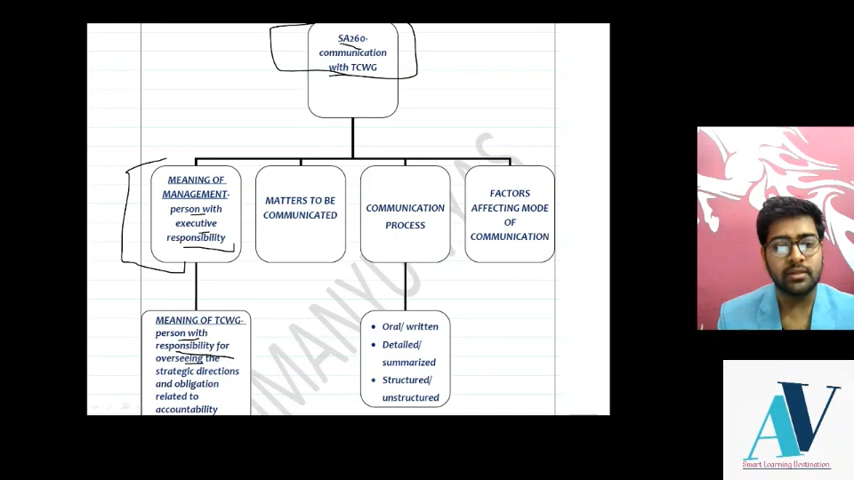 SA260-
communication
with TCWG
MEANING OF
MANAGEMENT-
person with
executive
responsibility
MATTERS TO BE
COMMUNICATED
COMMUNICATION
PROCESS
FACTORS
AFFECTING MODE
OF
COMMUNICATION
MEANING OF TCWG-
person with
responsibility for
overseeing the
strategic directions
and obligation
related to
accountability
• Oral/ written
• Detailed/
summarized
• Structured/
unstructured
AV
Smart Learning Destination